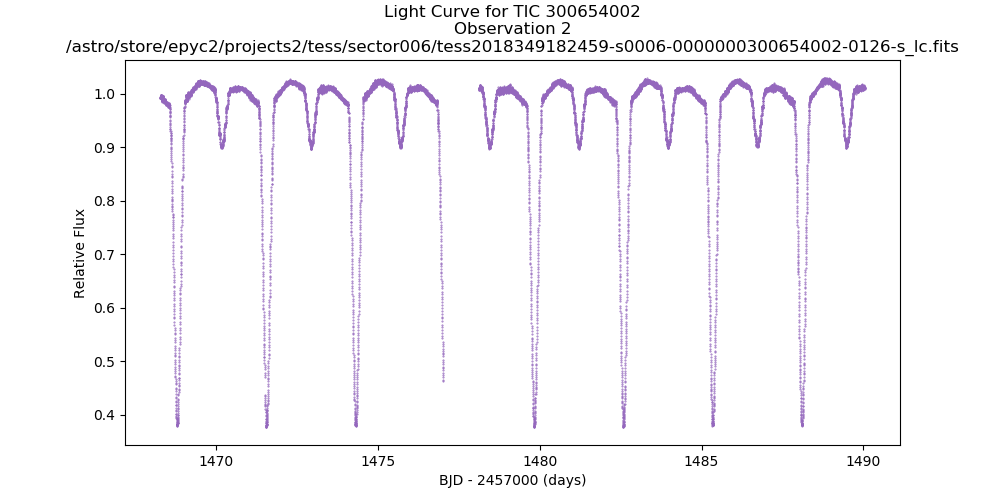 Light Curve for TIC 300654002
Observation 2
/astro/store/epyc2/projects2/tess/sector006/tess2018349182459-s0006-0000000300654002-0126-s_lc.fits
1.0
0.9
0.8
0.7
0.6
0.5
0.4
Relative Flux
1470
1475
1480
1485
1490
BJD - 2457000 (days)